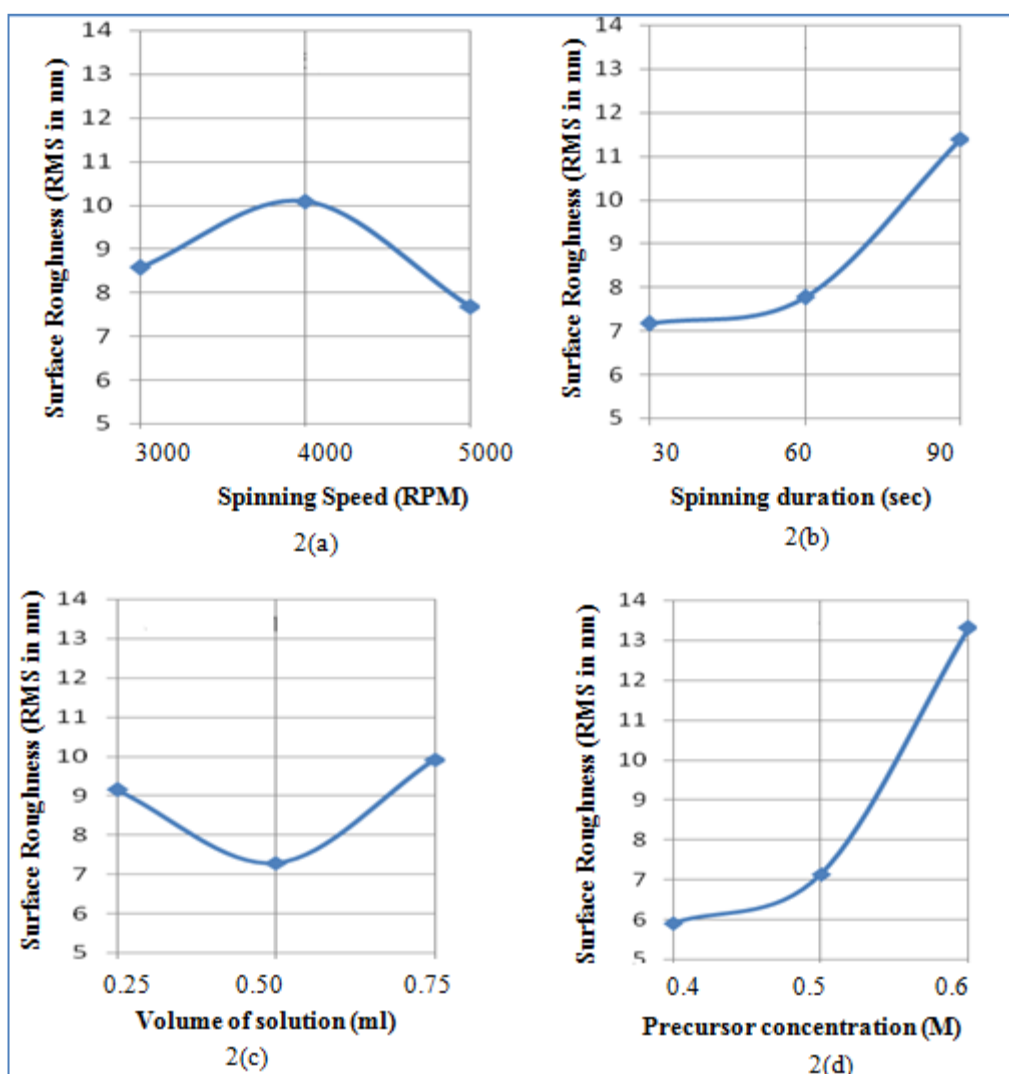 14
13
12
11
10
9
8
7
6
5
Surface Roughness (RMS in nm)
3000 4000 5000
Spinning Speed (RPM)
2(a)
14
13
12
11
10
9
8
7
6
5
Surface Roughness (RMS in nm)
30 60 90
Spinning duration (sec)
2(b)
14
13
12
11
10
9
8
7
6
5
Surface Roughness (RMS in nm)
0.25 0.50 0.75
Volume of solution (ml)
2(c)
14
13
12
11
10
9
8
7
6
5
Surface Roughness (RMS in nm)
0.4 0.5 0.6
Precursor concentration (M)
2(d)